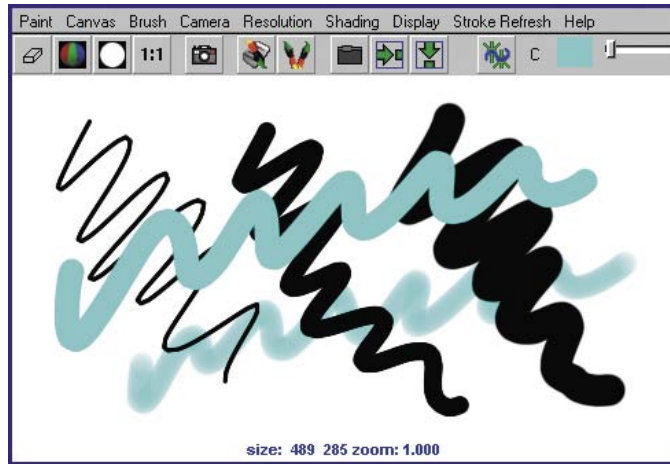 Paint Canvas Brush Camera Resolution Shading Display Stroke Refresh Help
1:1 C
size: 489 285 zoom: 1.000